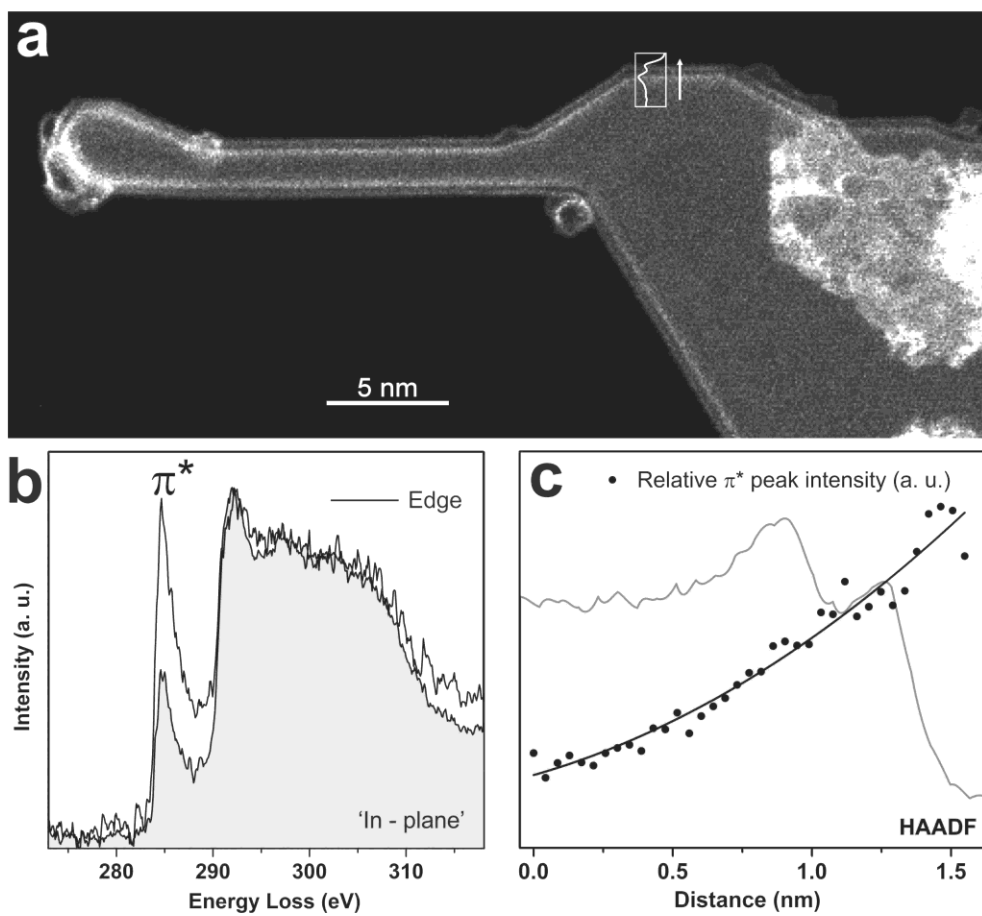 a
5 nm
b
π*
Edge
Intensity (a. u.)
'In - plane'
280 290 300 310
Energy Loss (eV)
c
Relative π* peak intensity (a. u.)
HAADF
0.0 0.5 1.0 1.5
Distance (nm)